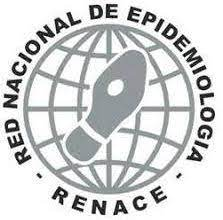 - RED NACIONAL DE EPIDEMIOLOGIA -
RENACE